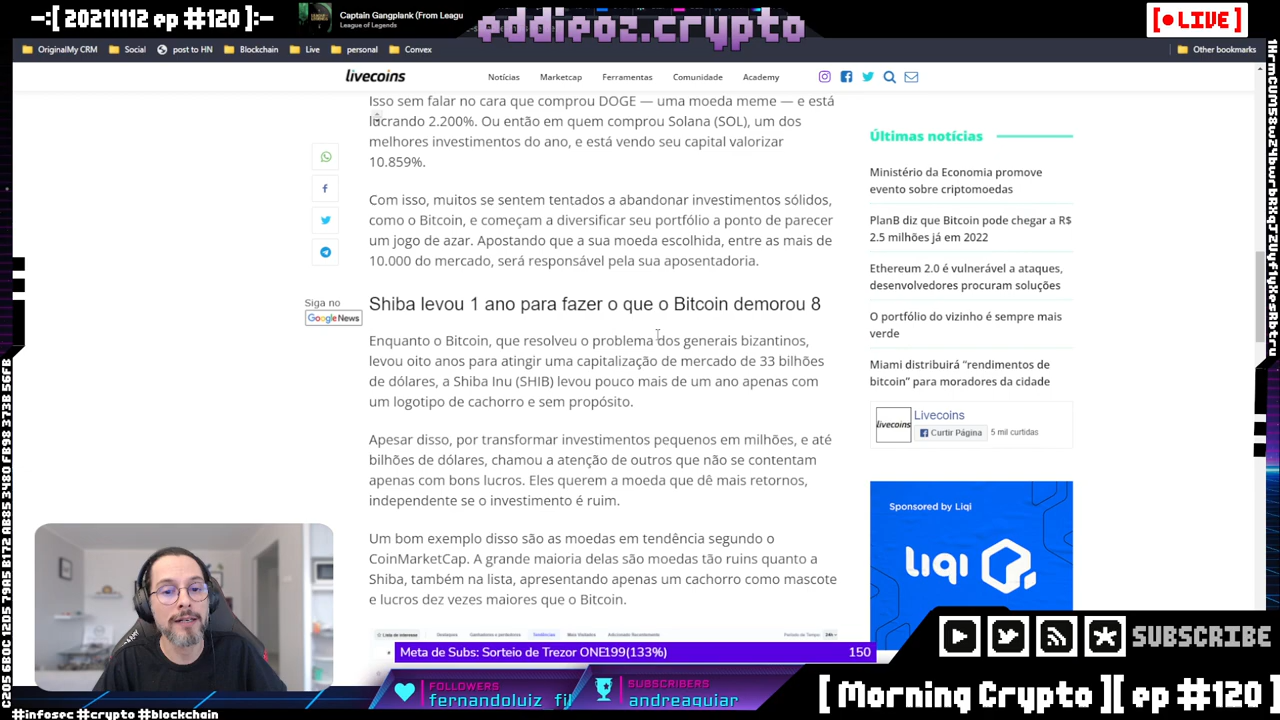 -:[ 20211112 ep #120 ]:-
Captain Gangplank (From Leagu
League of Legends
eddieoz.crypto
[ LIVE ]
OriginalMy CRM
Social
post to HN
Blockchain
Live
personal
Convex
Other bookmarks
livecoins
Notícias
Marketcap
Ferramentas
Comunidade
Academy
Isso sem falar no cara que comprou DOGE — uma moeda meme — e está
lucrando 2.200%. Ou então em quem comprou Solana (SOL), um dos
melhores investimentos do ano, e está vendo seu capital valorizar
10.859%.
Com isso, muitos se sentem tentados a abandonar investimentos sólidos,
como o Bitcoin, e começam a diversificar seu portfólio a ponto de parecer
um jogo de azar. Apostando que a sua moeda escolhida, entre as mais de
10.000 do mercado, será responsável pela sua aposentadoria.
Siga no
Google News
Shiba levou 1 ano para fazer o que o Bitcoin demorou 8
Enquanto o Bitcoin, que resolveu o problema dos generais bizantinos,
levou oito anos para atingir uma capitalização de mercado de 33 bilhões
de dólares, a Shiba Inu (SHIB) levou pouco mais de um ano apenas com
um logotipo de cachorro e sem propósito.
Apesar disso, por transformar investimentos pequenos em milhões, e até
bilhões de dólares, chamou a atenção de outros que não se contentam
apenas com bons lucros. Eles querem a moeda que dê mais retornos,
independente se o investimento é ruim.
Um bom exemplo disso são as moedas em tendência segundo o
CoinMarketCap. A grande maioria delas são moedas tão ruins quanto a
Shiba, também na lista, apresentando apenas um cachorro como mascote
e lucros dez vezes maiores que o Bitcoin.
Últimas notícias
Ministério da Economia promove
evento sobre criptomoedas
PlanB diz que Bitcoin pode chegar a R$
2.5 milhões já em 2022
Ethereum 2.0 é vulnerável a ataques,
desenvolvedores procuram soluções
O portfólio do vizinho é sempre mais
verde
Miami distribuirá “rendimentos de
bitcoin” para moradores da cidade
livecoins
Livecoins
Curtir Página
5 mil curtidas
Sponsored by Liqi
LIQI
Meta de Subs: Sorteio de Trezor ONE199(133%)
150
FOLLOWERS
fernandoluiz_fil
SUBSCRIBERS
andreaquiar
SUBSCRIBE
[ Morning Crypto ][ ep #120 ]
#crypto #blockchain